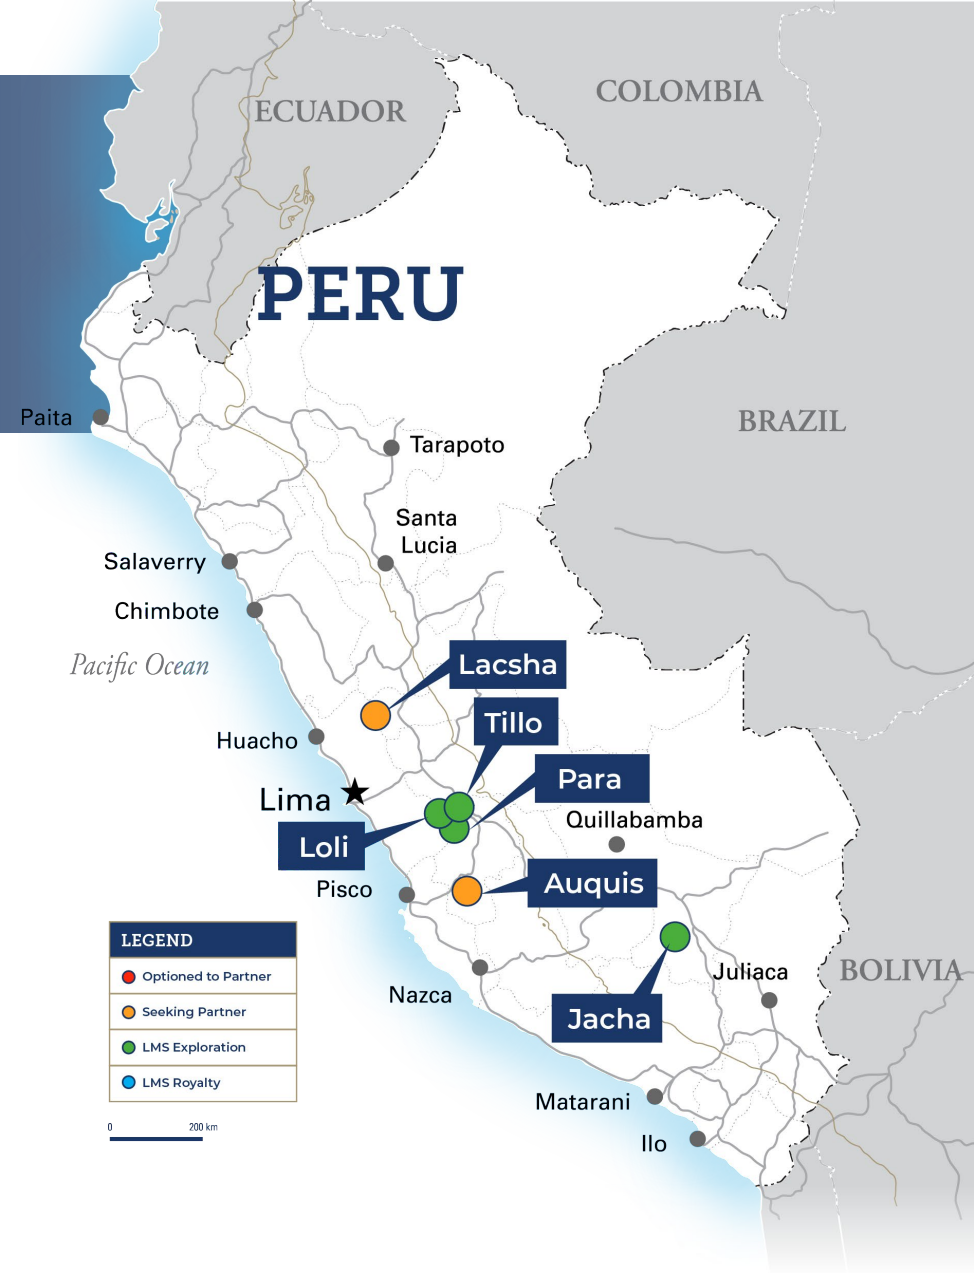 COLOMBIA
ECUADOR
PERU
Paita
BRAZIL
Tarapoto
Santa
Lucia
Salaverry
Chimbote
Pacific Ocean
Lacsha
Tillo
Huacho
Para
Lima
Quillabamba
Loli
Pisco
Auquis
LEGEND
Optioned to Partner
Seeking Partner
LMS Exploration
LMS Royalty
0 200 km
Juliaca
BOLIVIA
Nazca
Jacha
Matarani
Ilo